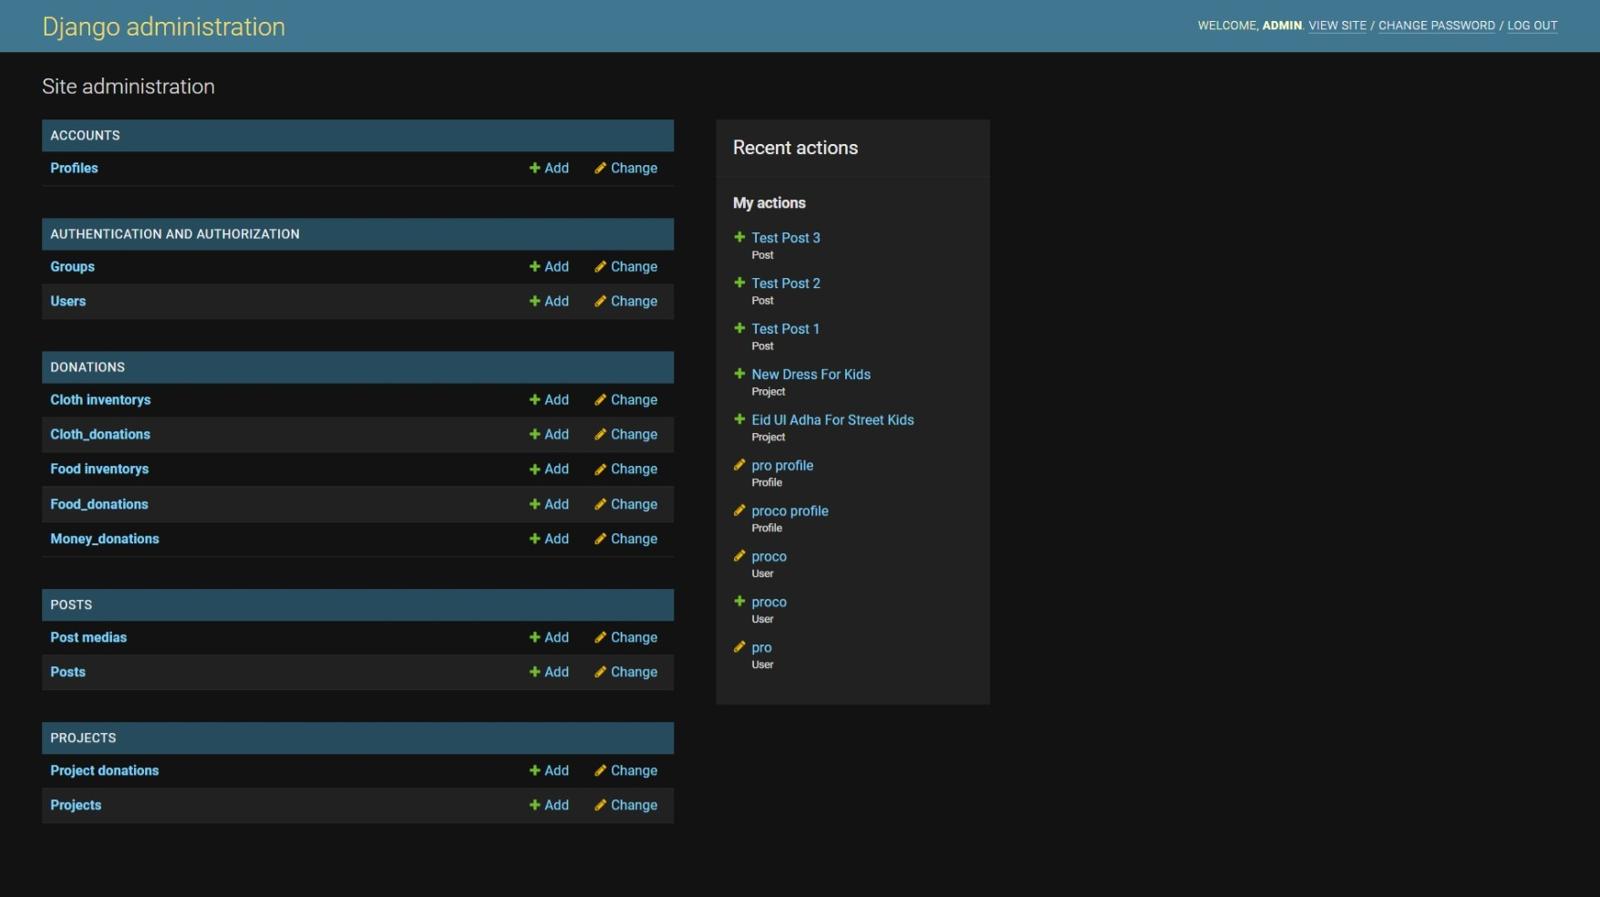 Django administration
WELCOME, ADMIN. VIEW SITE / CHANGE PASSWORD / LOG OUT
Site administration
ACCOUNTS
Profiles Add Change
AUTHENTICATION AND AUTHORIZATION
Groups Add Change
Users Add Change
DONATIONS
Cloth inventorys Add Change
Cloth_donations Add Change
Food inventorys Add Change
Food_donations Add Change
Money_donations Add Change
POSTS
Post medias Add Change
Posts Add Change
PROJECTS
Project donations Add Change
Projects Add Change
Recent actions
My actions
Test Post 3
Post
Test Post 2
Post
Test Post 1
Post
New Dress For Kids
Project
Eid Ul Adha For Street Kids
Project
pro profile
Profile
proco profile
Profile
proco
User
proco
User
pro
User